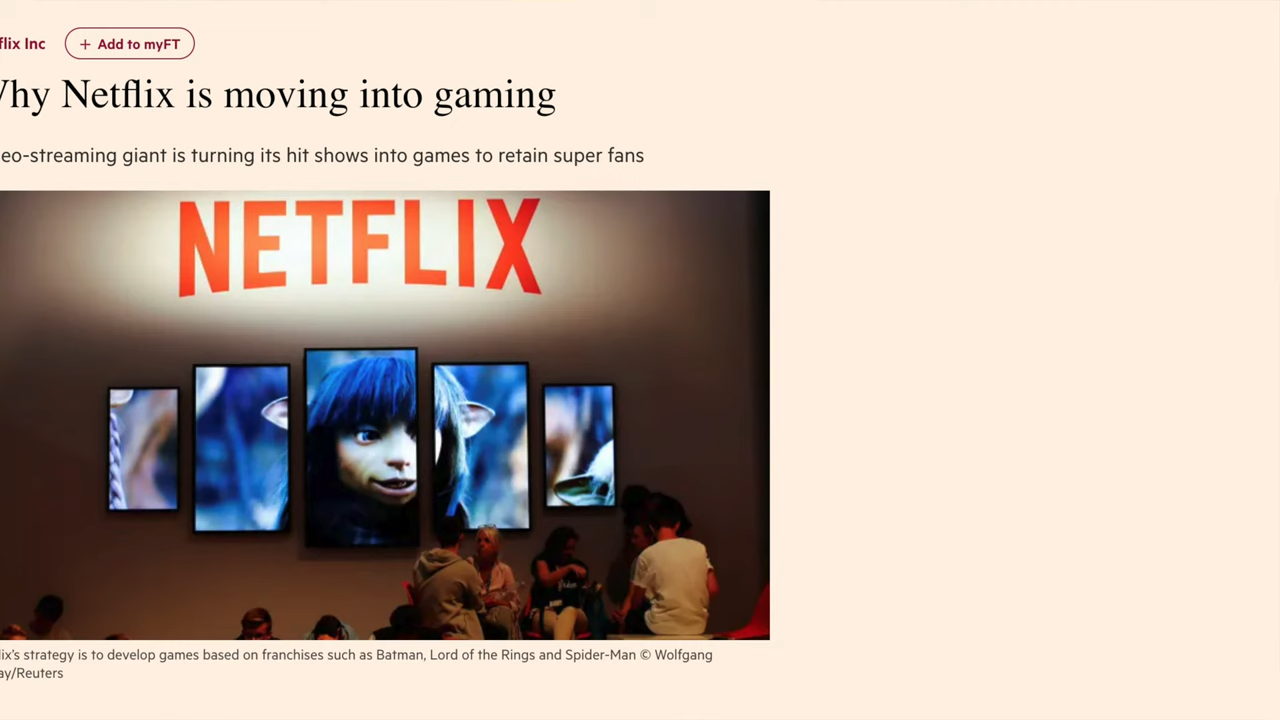 flix Inc
+ Add to myFT
hy Netflix is moving into gaming
eo-streaming giant is turning its hit shows into games to retain super fans
NETFLIX
lix's strategy is to develop games based on franchises such as Batman, Lord of the Rings and Spider-Man © Wolfgang
ay/Reuters